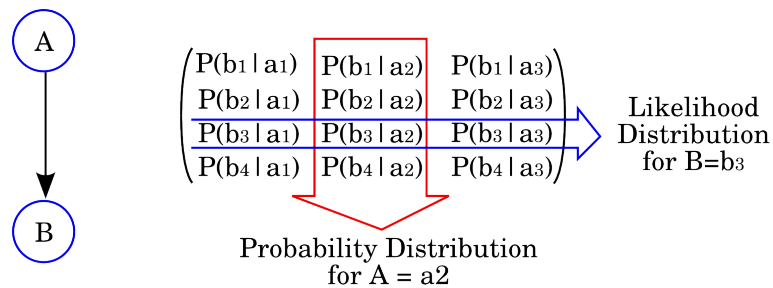 A
P(b1|a1) P(b1|a2) P(b1|a3)
P(b2|a1) P(b2|a2) P(b2|a3)
P(b3|a1) P(b3|a2) P(b3|a3)
P(b4|a1) P(b4|a2) P(b4|a3)
Likelihood
Distribution
for B=b3
B
Probability Distribution
for A = a2